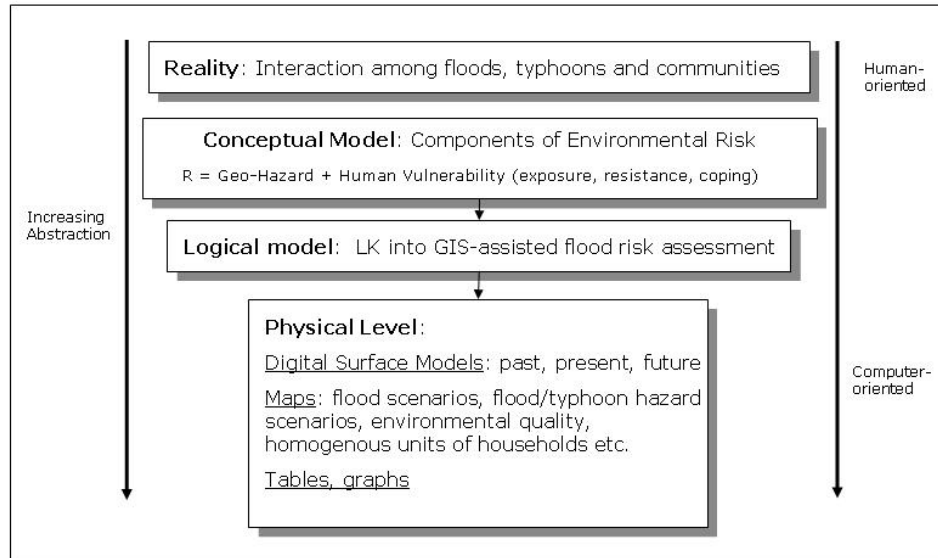 Reality: Interaction among floods, typhoons and communities
Human-
oriented
Conceptual Model: Components of Environmental Risk
R = Geo-Hazard + Human Vulnerability (exposure, resistance, coping)
Increasing
Abstraction
Logical model: LK into GIS-assisted flood risk assessment
Physical Level:
Digital Surface Models: past, present, future
Maps: flood scenarios, flood/typhoon hazard
scenarios, environmental quality,
homogenous units of households etc.
Tables, graphs
Computer-
oriented